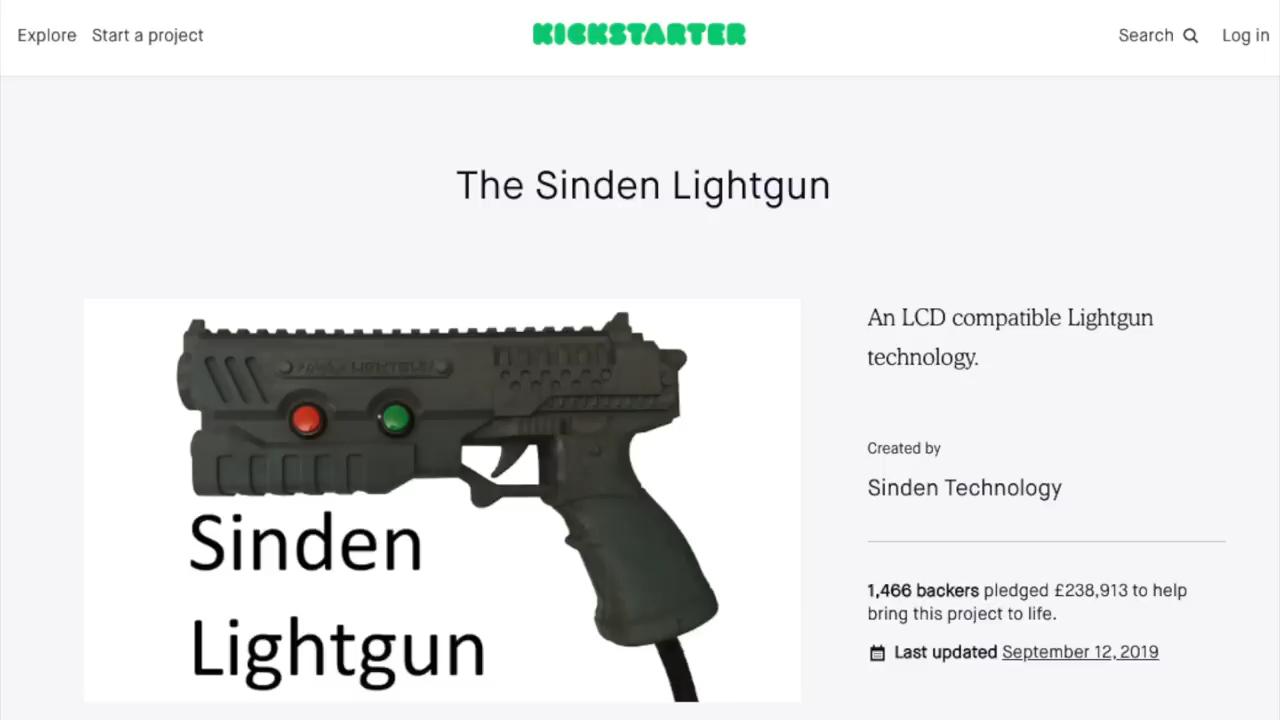 Explore Start a project KICKSTARTER Search Log in
The Sinden Lightgun
An LCD compatible Lightgun
technology.
LIGHTGUN
Created by
Sinden Technology
Sinden
Lightgun
1,466 backers pledged £238,913 to help
bring this project to life.
Last updated September 12, 2019